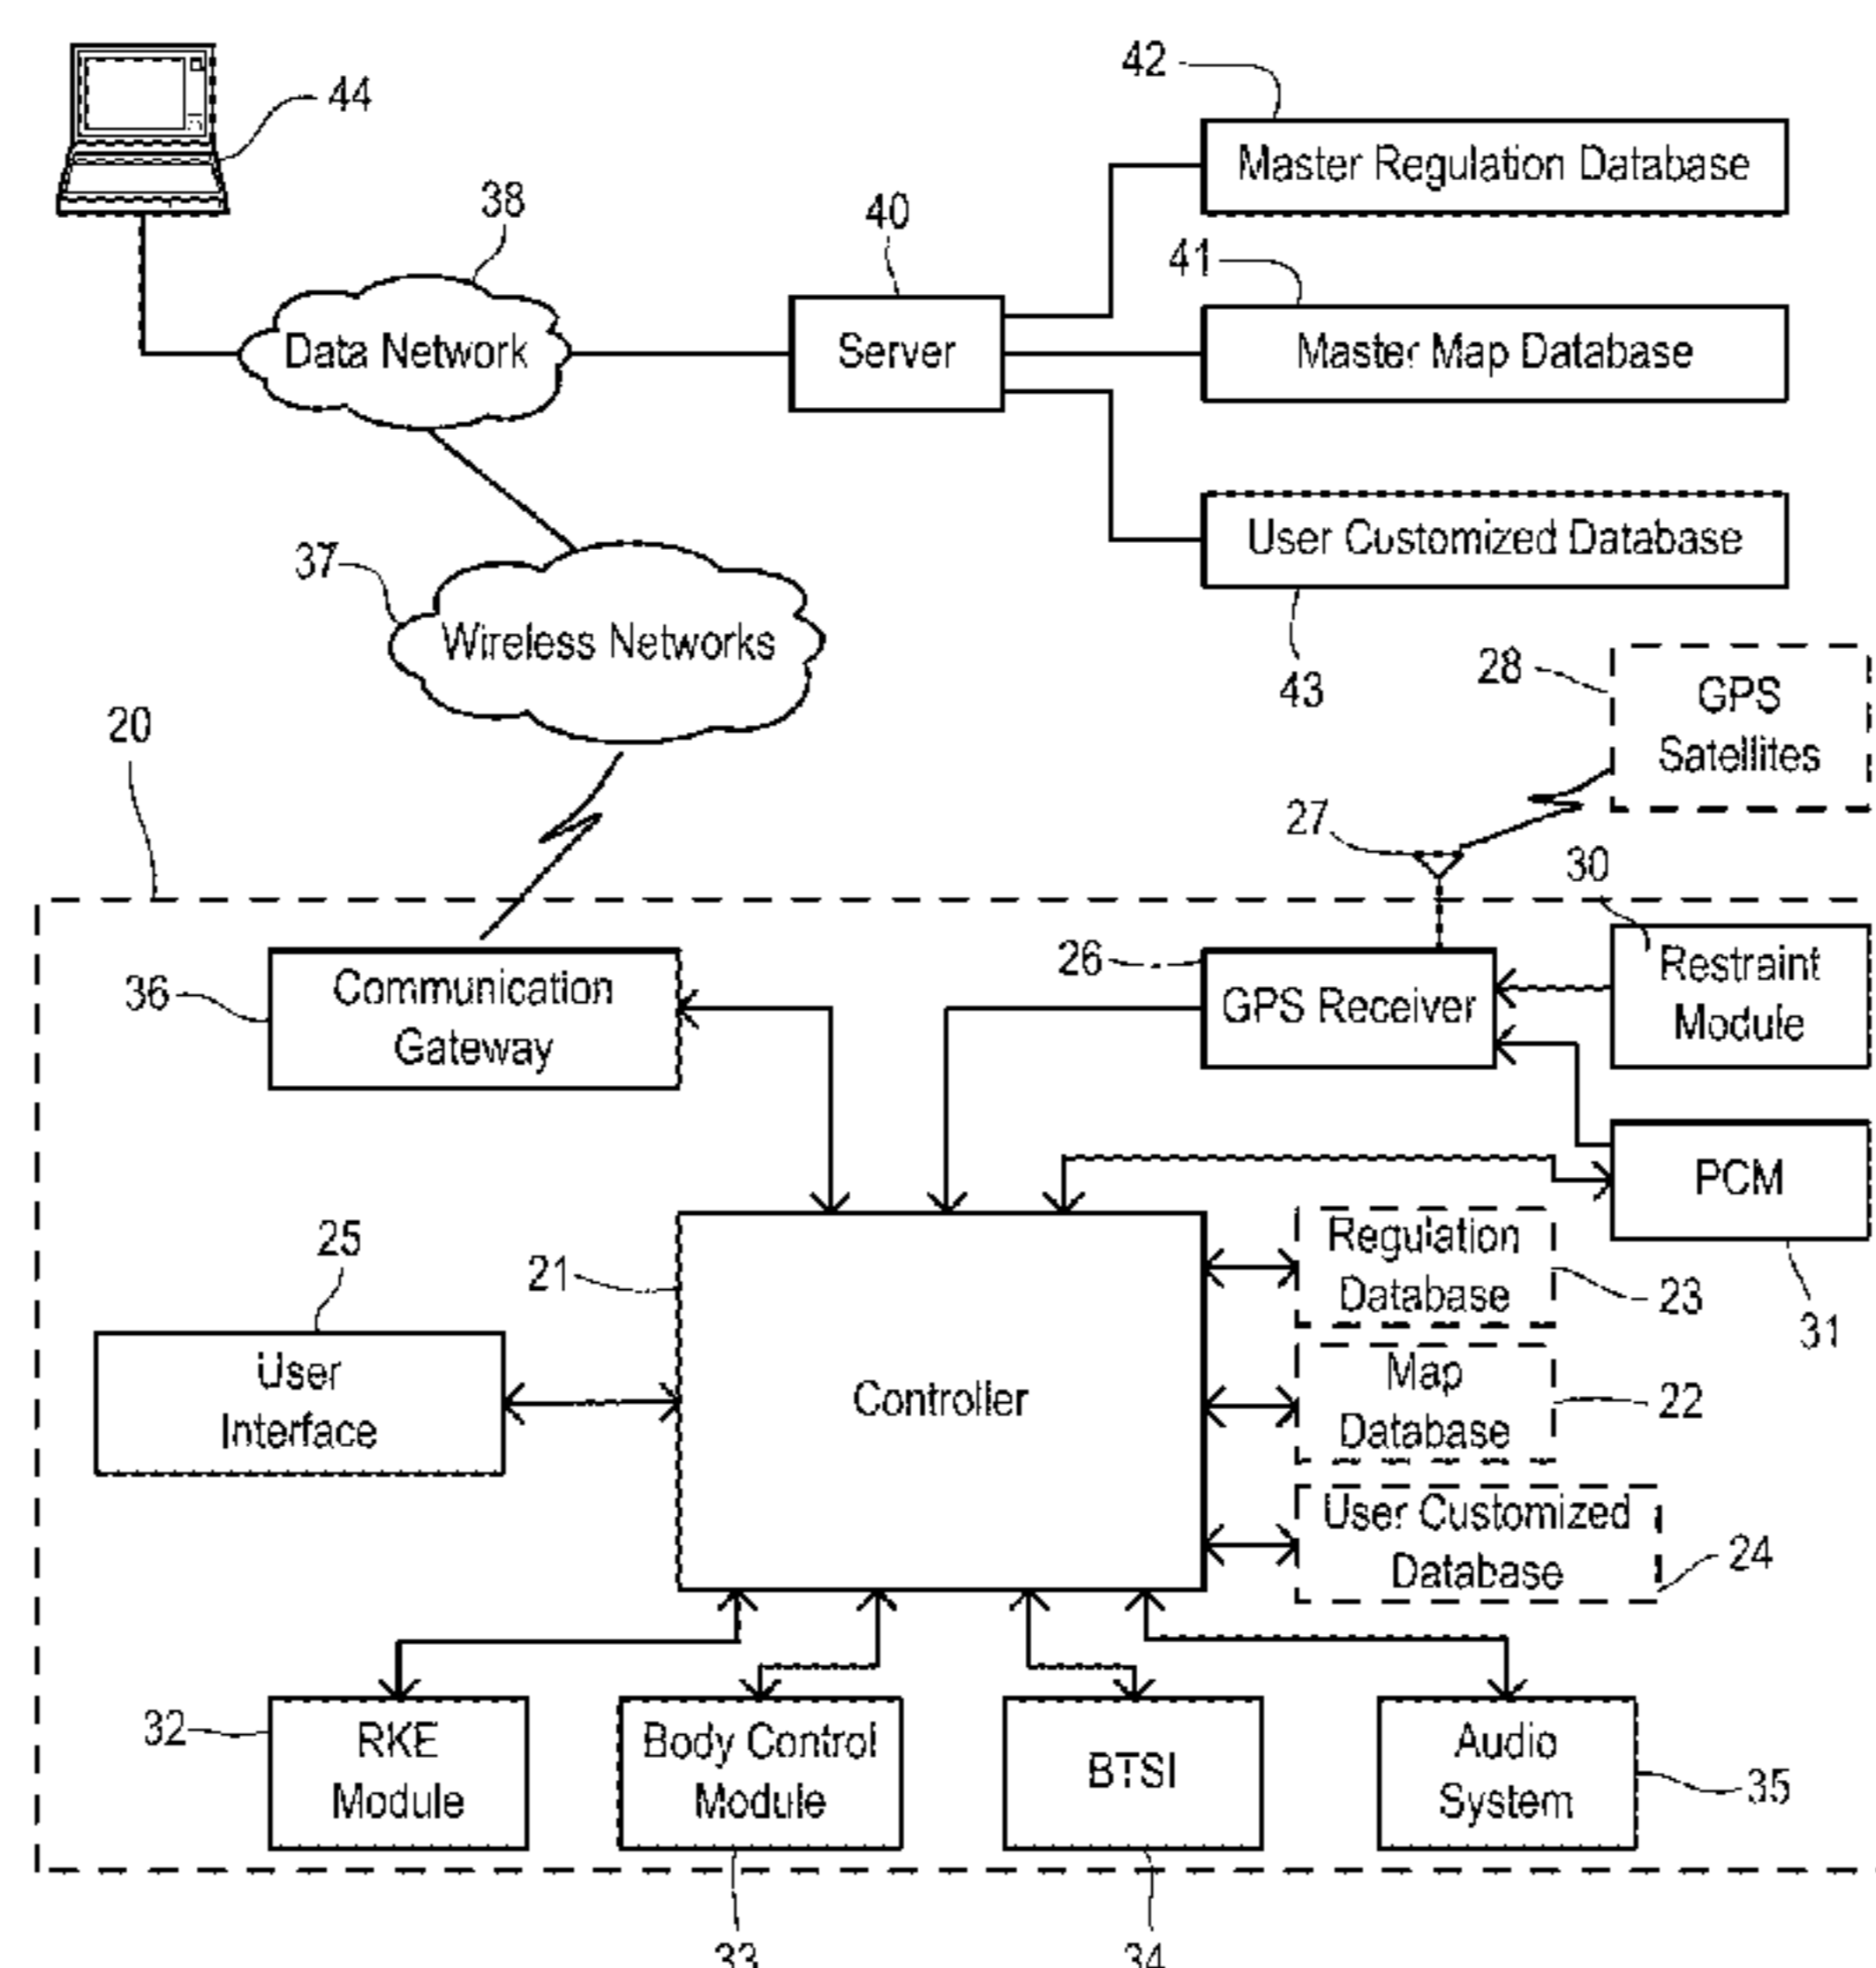 44
42
Master Regulation Database
38
40
41
Data Network
Server
Master Map Database
37
Wireless Networks
User Customized Database
43
28
GPS
Satellites
20
27
30
36
Communication
Gateway
26
GPS Receiver
Restraint
Module
PCM
31
25
User
Interface
21
Controller
Regulation
Database
23
Map
Database
22
User Customized
Database
24
32
RKE
Module
Body Control
Module
BTSI
Audio
System
35
33
34